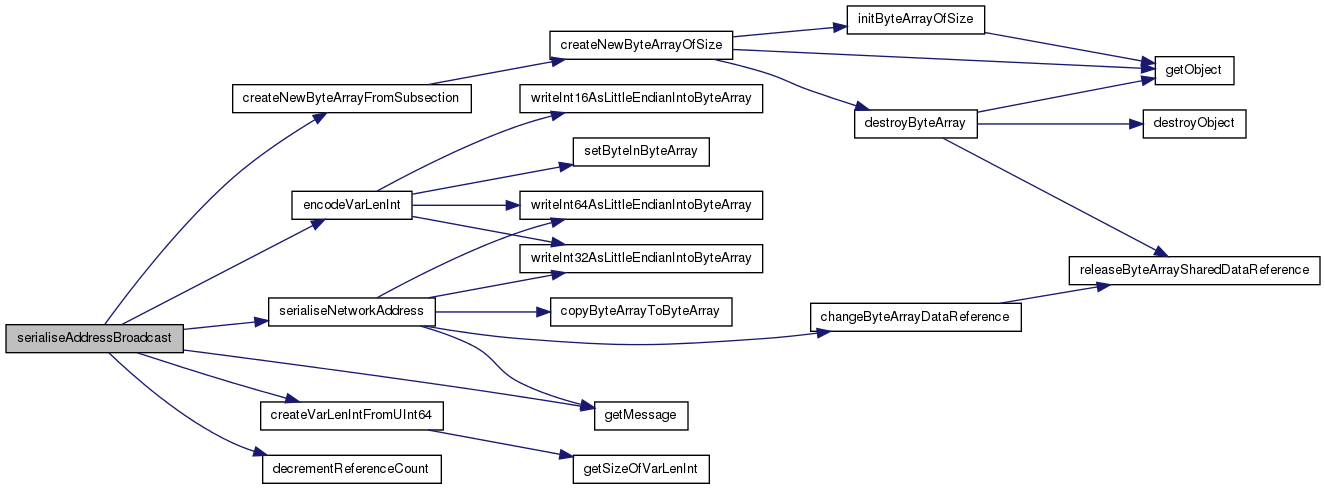 initByteArrayOfSize
createNewByteArrayOfSize
getObject
createNewByteArrayFromSubsection
writeInt16AsLittleEndianIntoByteArray
destroyByteArray
destroyObject
setByteInByteArray
encodeVarLenInt
writeInt64AsLittleEndianIntoByteArray
writeInt32AsLittleEndianIntoByteArray
releaseByteArraySharedDataReference
serialiseNetworkAddress
copyByteArrayToByteArray
changeByteArrayDataReference
serialiseAddressBroadcast
createVarLenIntFromUInt64
getMessage
decrementReferenceCount
getSizeOfVarLenInt